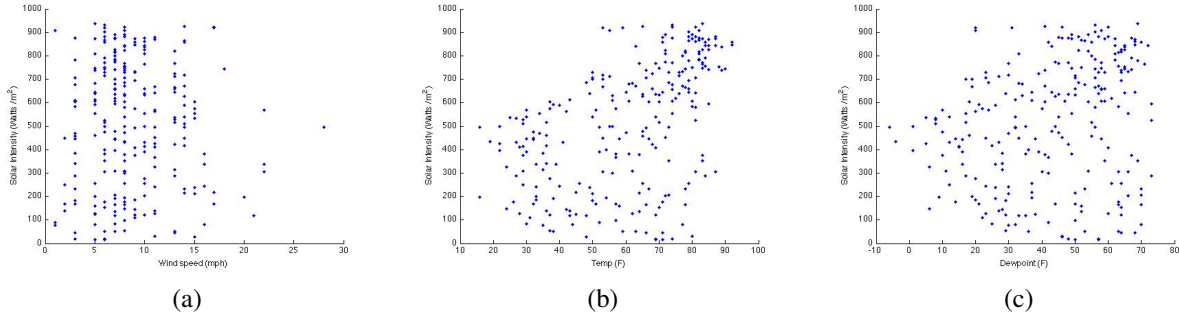 1000
900
800
700
600
500
400
300
200
100
0
Solar Intensity (Watts /m²)
0 5 10 15 20 25 30
Wind speed (mph)
(a)
1000
900
800
700
600
500
400
300
200
100
0
Solar Intensity (Watts /m²)
10 20 30 40 50 60 70 80 90 100
Temp (F)
(b)
1000
900
800
700
600
500
400
300
200
100
0
Solar Intensity (Watts /m²)
-10 0 10 20 30 40 50 60 70 80
Dewpoint (F)
(c)